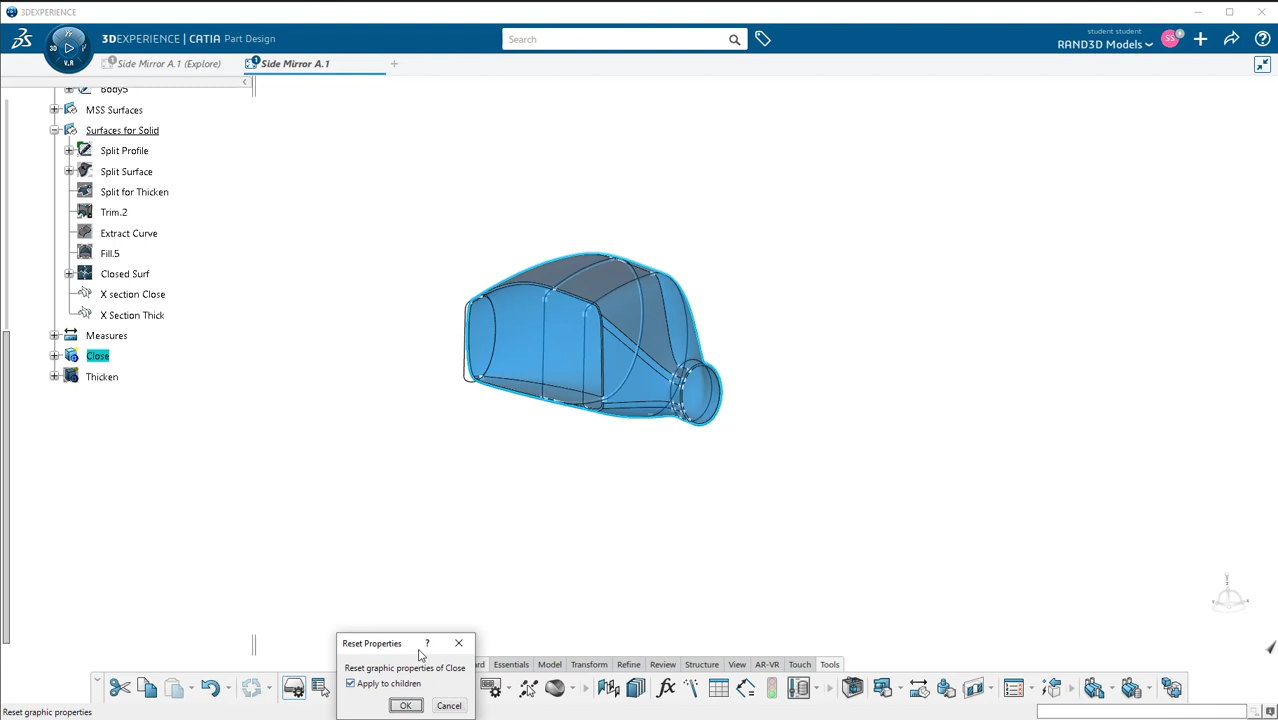 3DEXPERIENCE
3DEXPERIENCE | CATIA Part Design
Search
student student
RAND3D Models
SS
3D
V.R
Side Mirror A.1 (Explore)
Side Mirror A.1
Body5
MSS Surfaces
Surfaces for Solid
Split Profile
Split Surface
Split for Thicken
Trim.2
Extract Curve
Fill.5
Closed Surf
X section Close
X Section Thick
Measures
Close
Thicken
Reset Properties
?
Reset graphic properties of Close
Apply to children
OK
Cancel
Essentials
Model
Transform
Refine
Review
Structure
View
AR-VR
Touch
Tools
Reset graphic properties